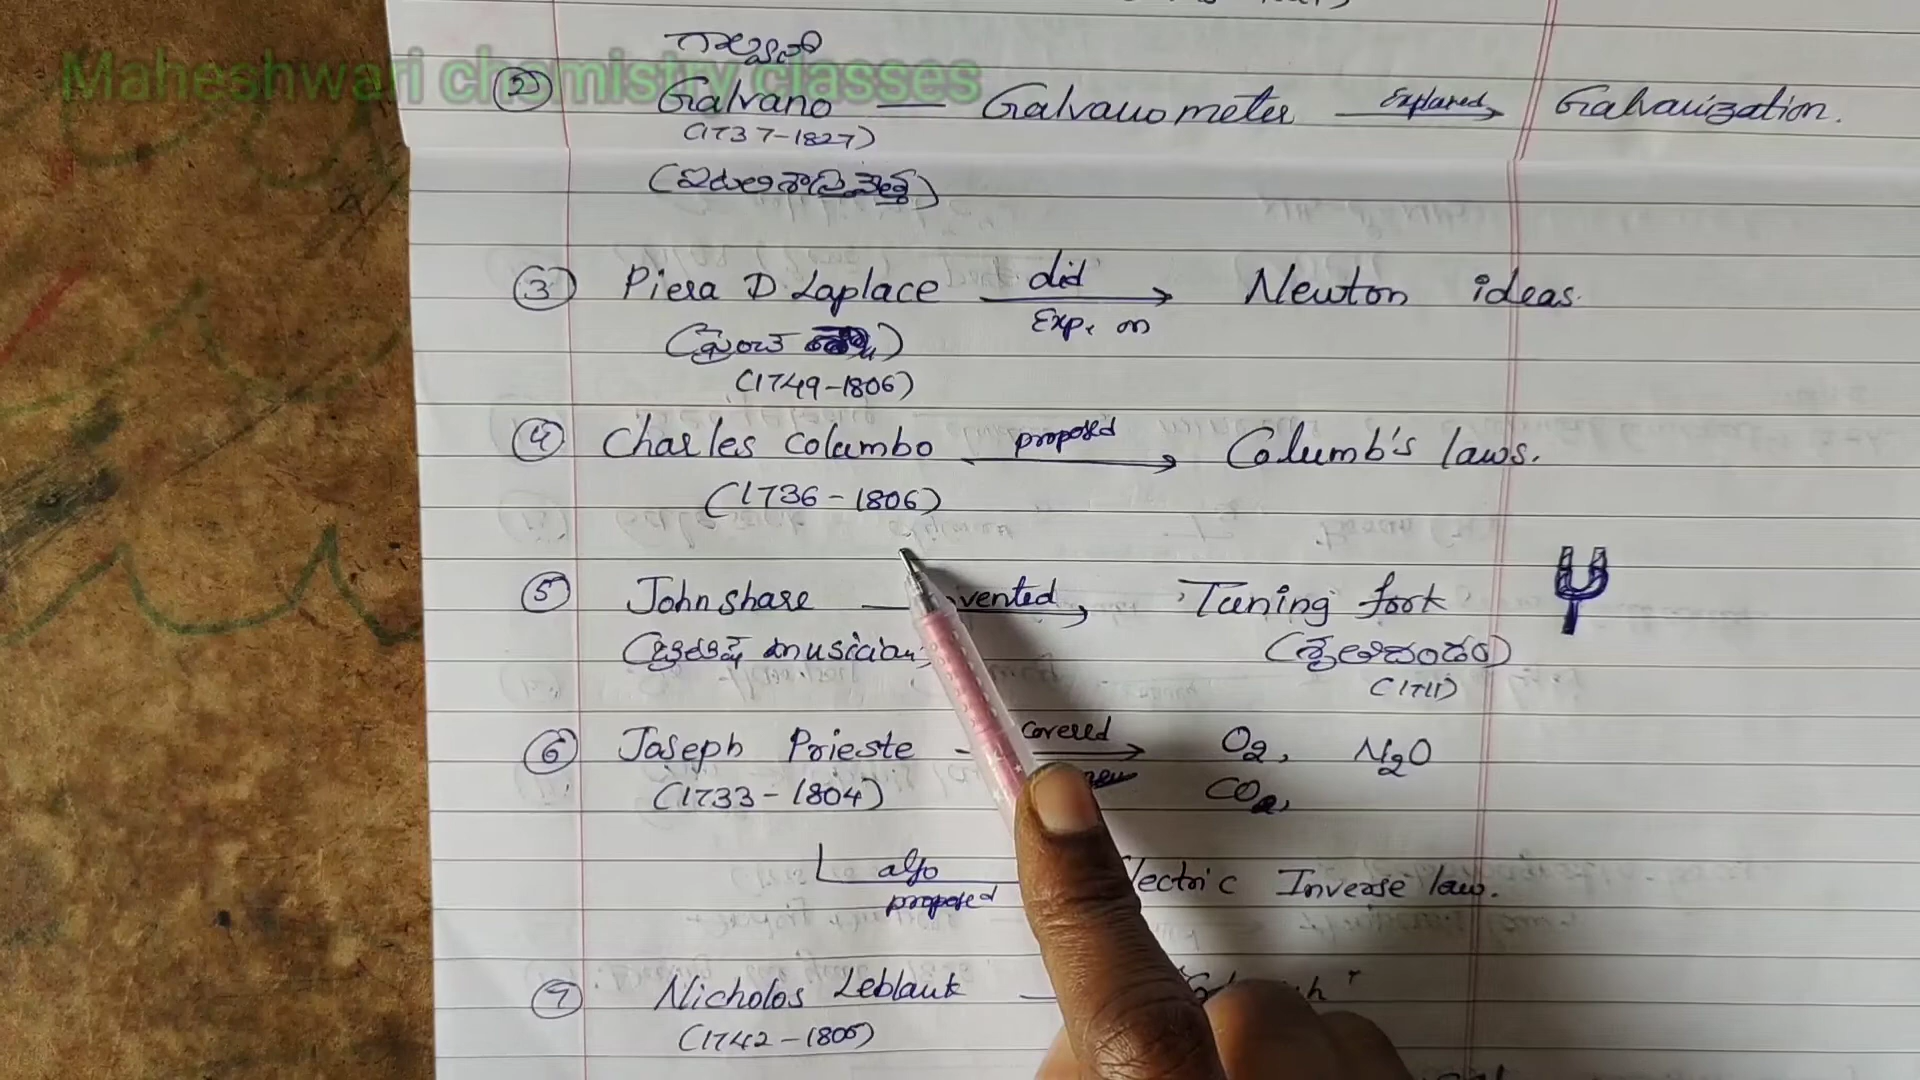 Maheshwari chemistry classes
② Galvano — Galvanometer explained Galvanization.
(1737-1827)
③ Piera D. Laplace did Newton ideas.
Exp. on
(1749-1806)
④ Charles Columbo proposed Columb's laws.
(1736-1806)
⑤ John share vented Tuning fork
musician
(1711)
⑥ Joseph Prieste covered O2, N2O
(1733-1804) CO2,
also lectric Inverse law.
proposed
⑦ Nicholos Leblank
(1742-1805)